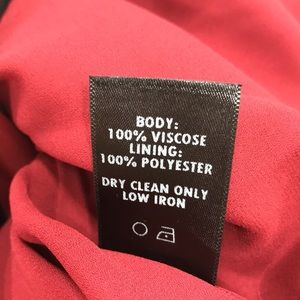 BODY:
100% VISCOSE
LINING:
100% POLYESTER
DRY CLEAN ONLY
LOW IRON